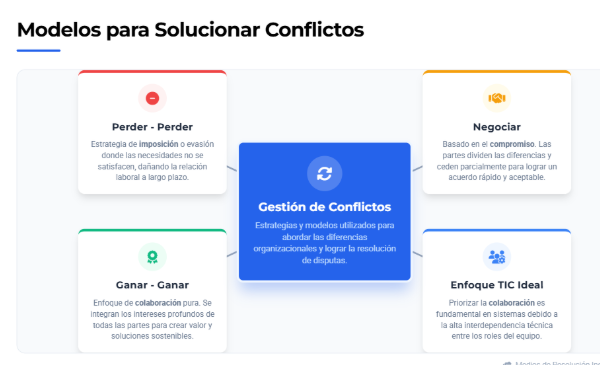 Modelos para Solucionar Conflictos
Perder - Perder
Estrategia de imposición o evasión
donde las necesidades no se
satisfacen, dañando la relación
laboral a largo plazo.
Negociar
Basado en el compromiso. Las
partes dividen las diferencias y
ceden parcialmente para lograr un
acuerdo rápido y aceptable.
Gestión de Conflictos
Estrategias y modelos utilizados para
abordar las diferencias
organizacionales y lograr la resolución
de disputas.
Ganar - Ganar
Enfoque de colaboración pura. Se
integran los intereses profundos de
todas las partes para crear valor y
soluciones sostenibles.
Enfoque TIC Ideal
Priorizar la colaboración es
fundamental en sistemas debido a
la alta interdependencia técnica
entre los roles del equipo.